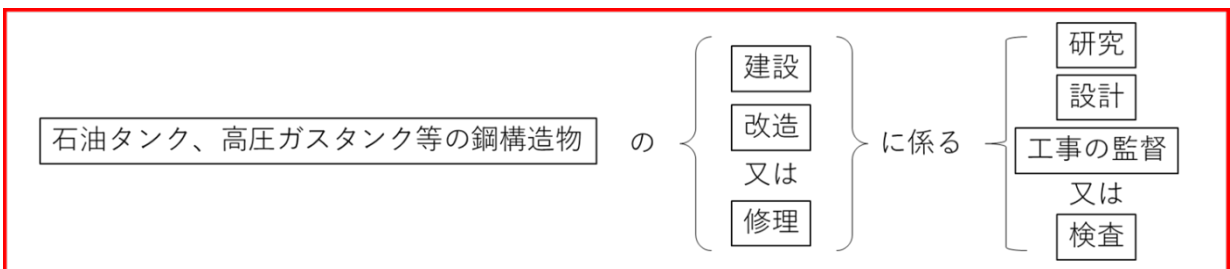 石油タンク、高圧ガスタンク等の鋼構造物
の
建設
改造
又は
修理
に係る
研究
設計
工事の監督
又は
検査